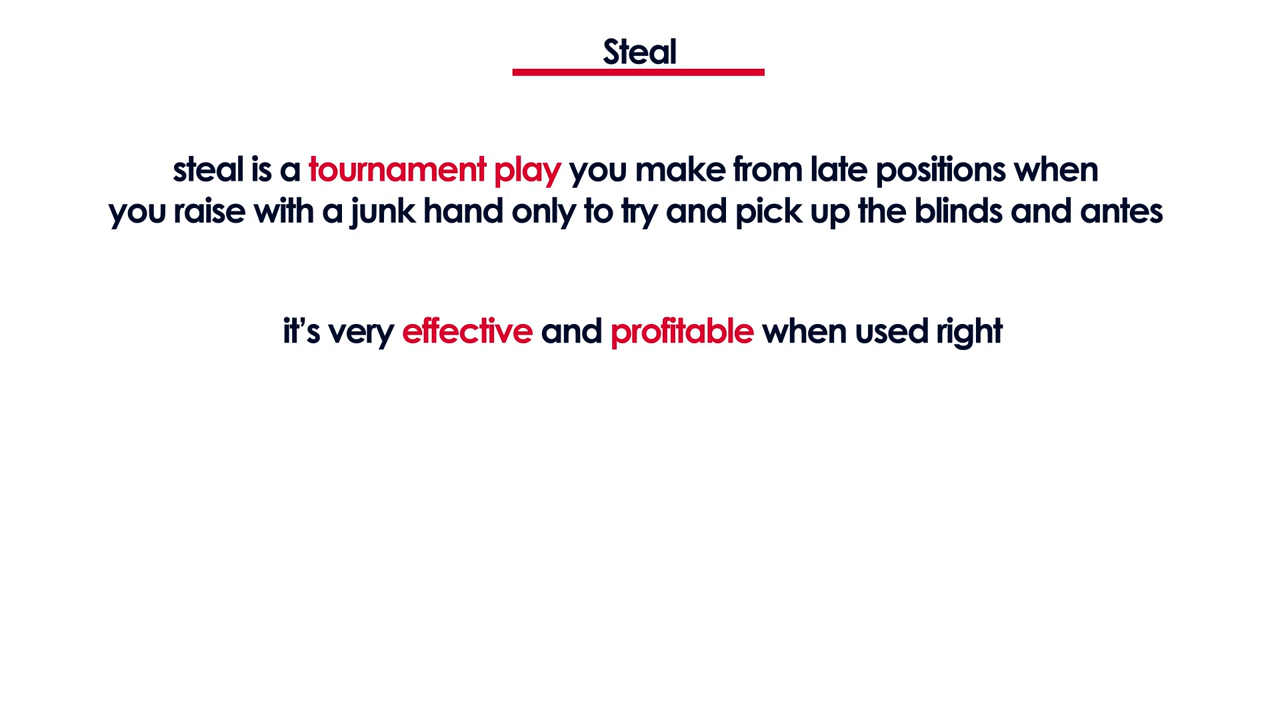 Steal
steal is a tournament play you make from late positions when
you raise with a junk hand only to try and pick up the blinds and antes
it’s very effective and profitable when used right